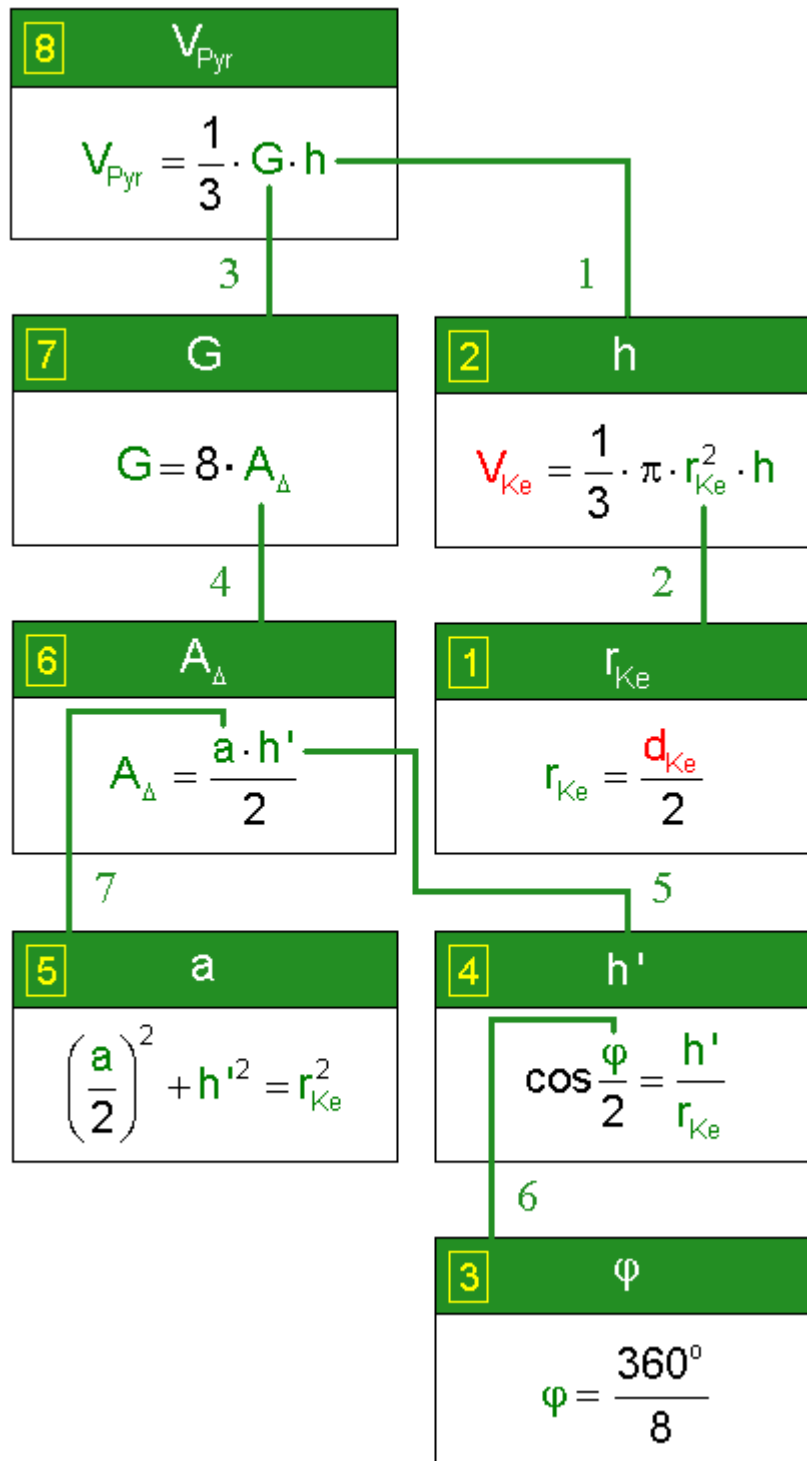 8 V_Pyr
V_Pyr = 1/3 · G · h
3 1
7 G
G = 8 · A_Δ
2 h
V_Ke = 1/3 · π · r_Ke² · h
4 2
6 A_Δ
A_Δ = (a · h')/2
1 r_Ke
r_Ke = d_Ke/2
7 5
5 a
(a/2)² + h'² = r_Ke²
4 h'
cos φ/2 = h'/r_Ke
6
3 φ
φ = 360°/8